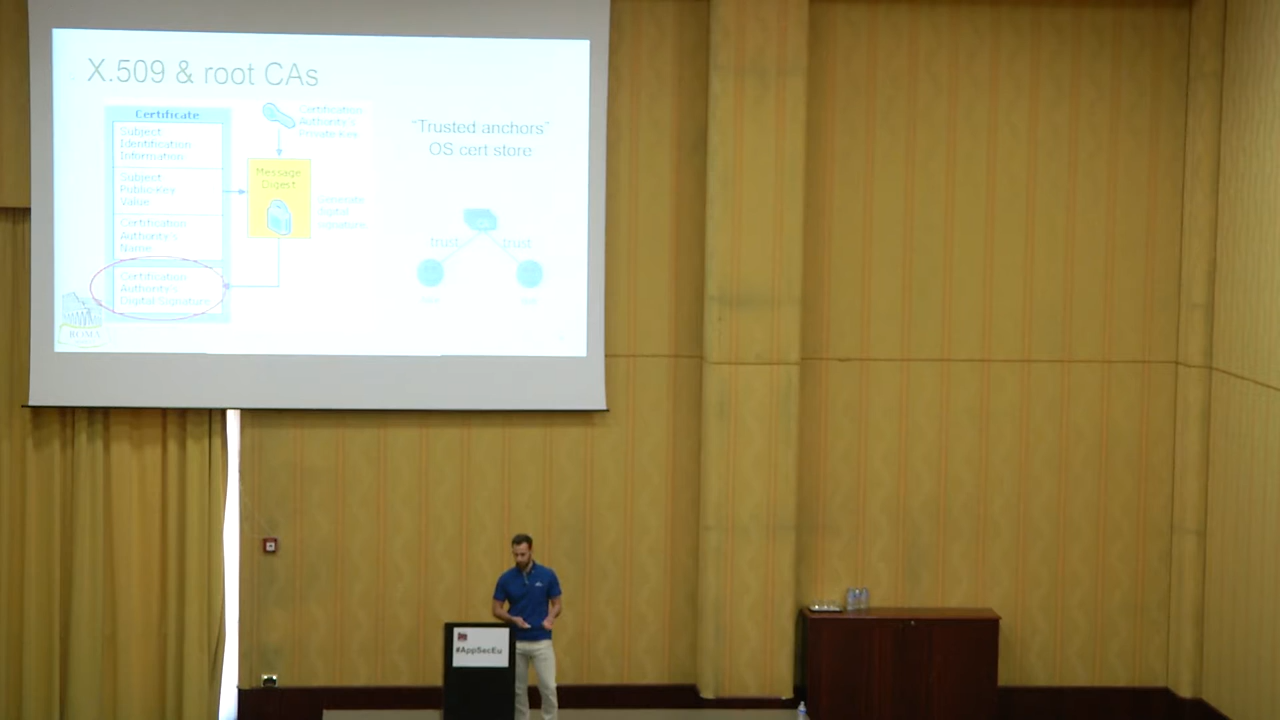 X.509 & root CAs
Certificate
Subject
Identification
Information
Subject
Public-Key
Value
Certification
Authority's
Name
Certification
Authority's
Digital Signature
Certification
Authority's
Private-Key
Message
Digest
Generate
Digital
Signature
"Trusted anchors"
OS cert store
trust
trust
ROMA
#AppSecEu